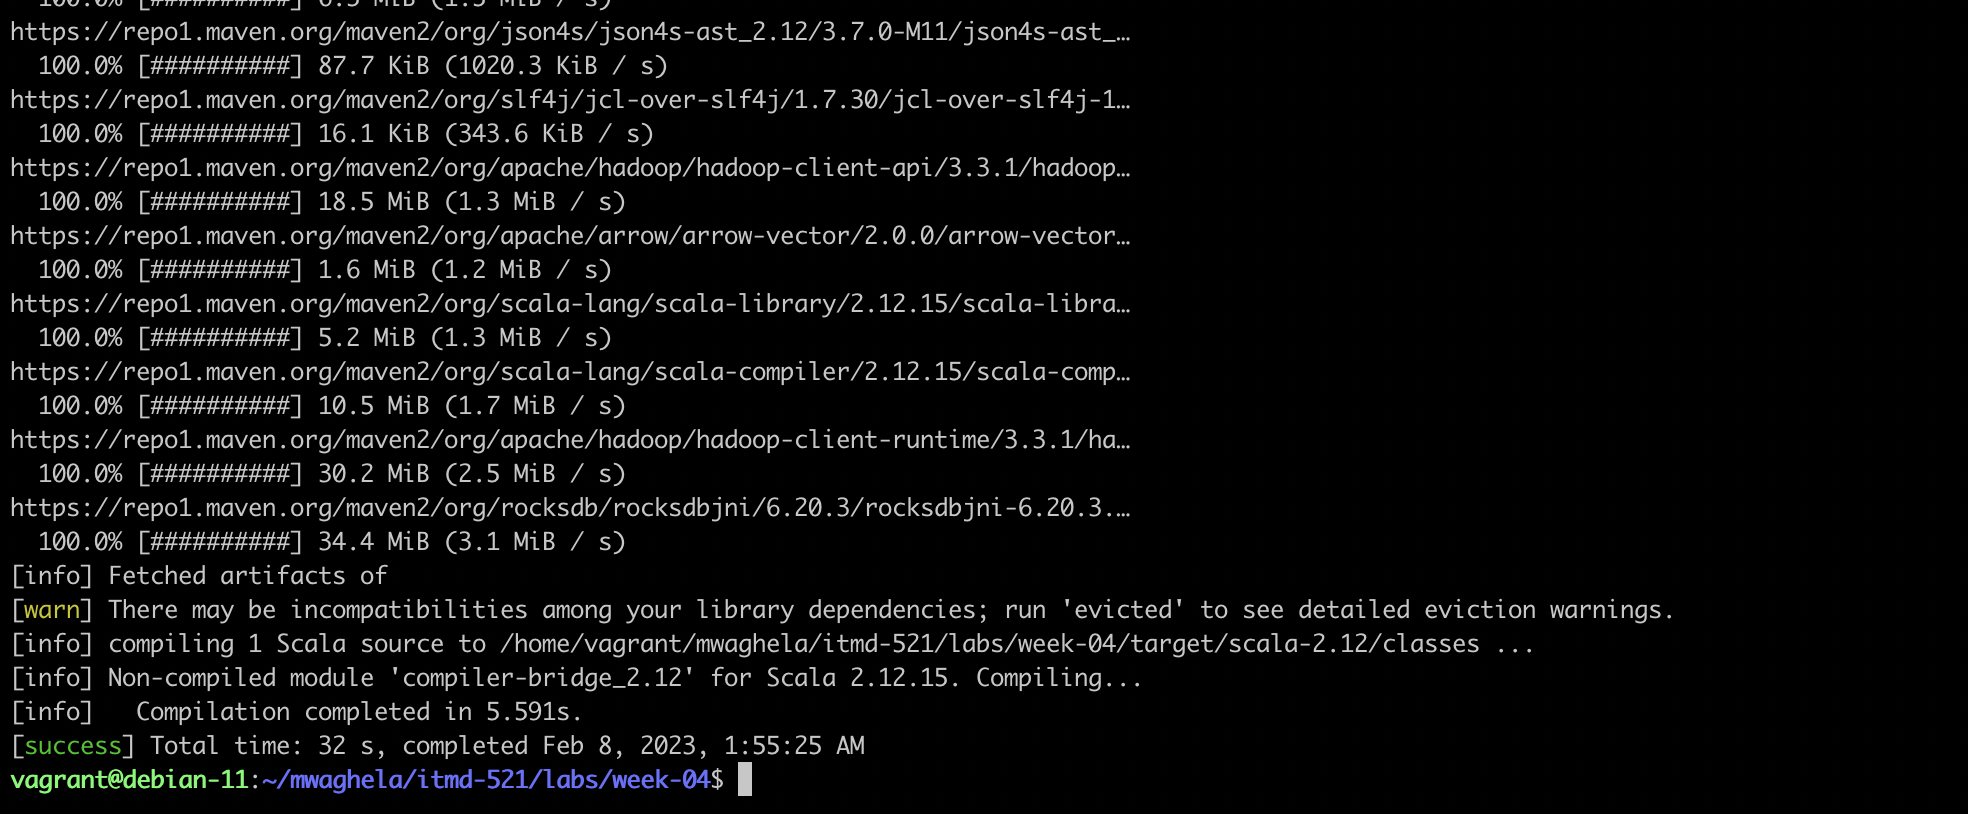 100.0% [##########] 6.5 MiB (1.5 MiB / s)
https://repo1.maven.org/maven2/org/json4s/json4s-ast_2.12/3.7.0-M11/json4s-ast_…
  100.0% [##########] 87.7 KiB (1020.3 KiB / s)
https://repo1.maven.org/maven2/org/slf4j/jcl-over-slf4j/1.7.30/jcl-over-slf4j-1…
  100.0% [##########] 16.1 KiB (343.6 KiB / s)
https://repo1.maven.org/maven2/org/apache/hadoop/hadoop-client-api/3.3.1/hadoop…
  100.0% [##########] 18.5 MiB (1.3 MiB / s)
https://repo1.maven.org/maven2/org/apache/arrow/arrow-vector/2.0.0/arrow-vector…
  100.0% [##########] 1.6 MiB (1.2 MiB / s)
https://repo1.maven.org/maven2/org/scala-lang/scala-library/2.12.15/scala-libra…
  100.0% [##########] 5.2 MiB (1.3 MiB / s)
https://repo1.maven.org/maven2/org/scala-lang/scala-compiler/2.12.15/scala-comp…
  100.0% [##########] 10.5 MiB (1.7 MiB / s)
https://repo1.maven.org/maven2/org/apache/hadoop/hadoop-client-runtime/3.3.1/ha…
  100.0% [##########] 30.2 MiB (2.5 MiB / s)
https://repo1.maven.org/maven2/org/rocksdb/rocksdbjni/6.20.3/rocksdbjni-6.20.3.…
  100.0% [##########] 34.4 MiB (3.1 MiB / s)
[info] Fetched artifacts of
[warn] There may be incompatibilities among your library dependencies; run 'evicted' to see detailed eviction warnings.
[info] compiling 1 Scala source to /home/vagrant/mwaghela/itmd-521/labs/week-04/target/scala-2.12/classes ...
[info] Non-compiled module 'compiler-bridge_2.12' for Scala 2.12.15. Compiling...
[info]   Compilation completed in 5.591s.
[success] Total time: 32 s, completed Feb 8, 2023, 1:55:25 AM
vagrant@debian-11:~/mwaghela/itmd-521/labs/week-04$